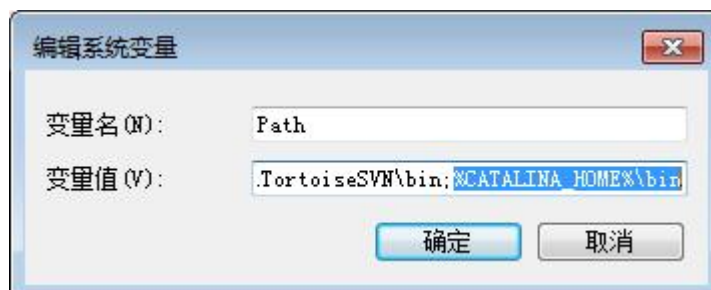 编辑系统变量
变量名(N): Path
变量值(V): .TortoiseSVN\bin;%CATALINA_HOME%\bin
确定 取消